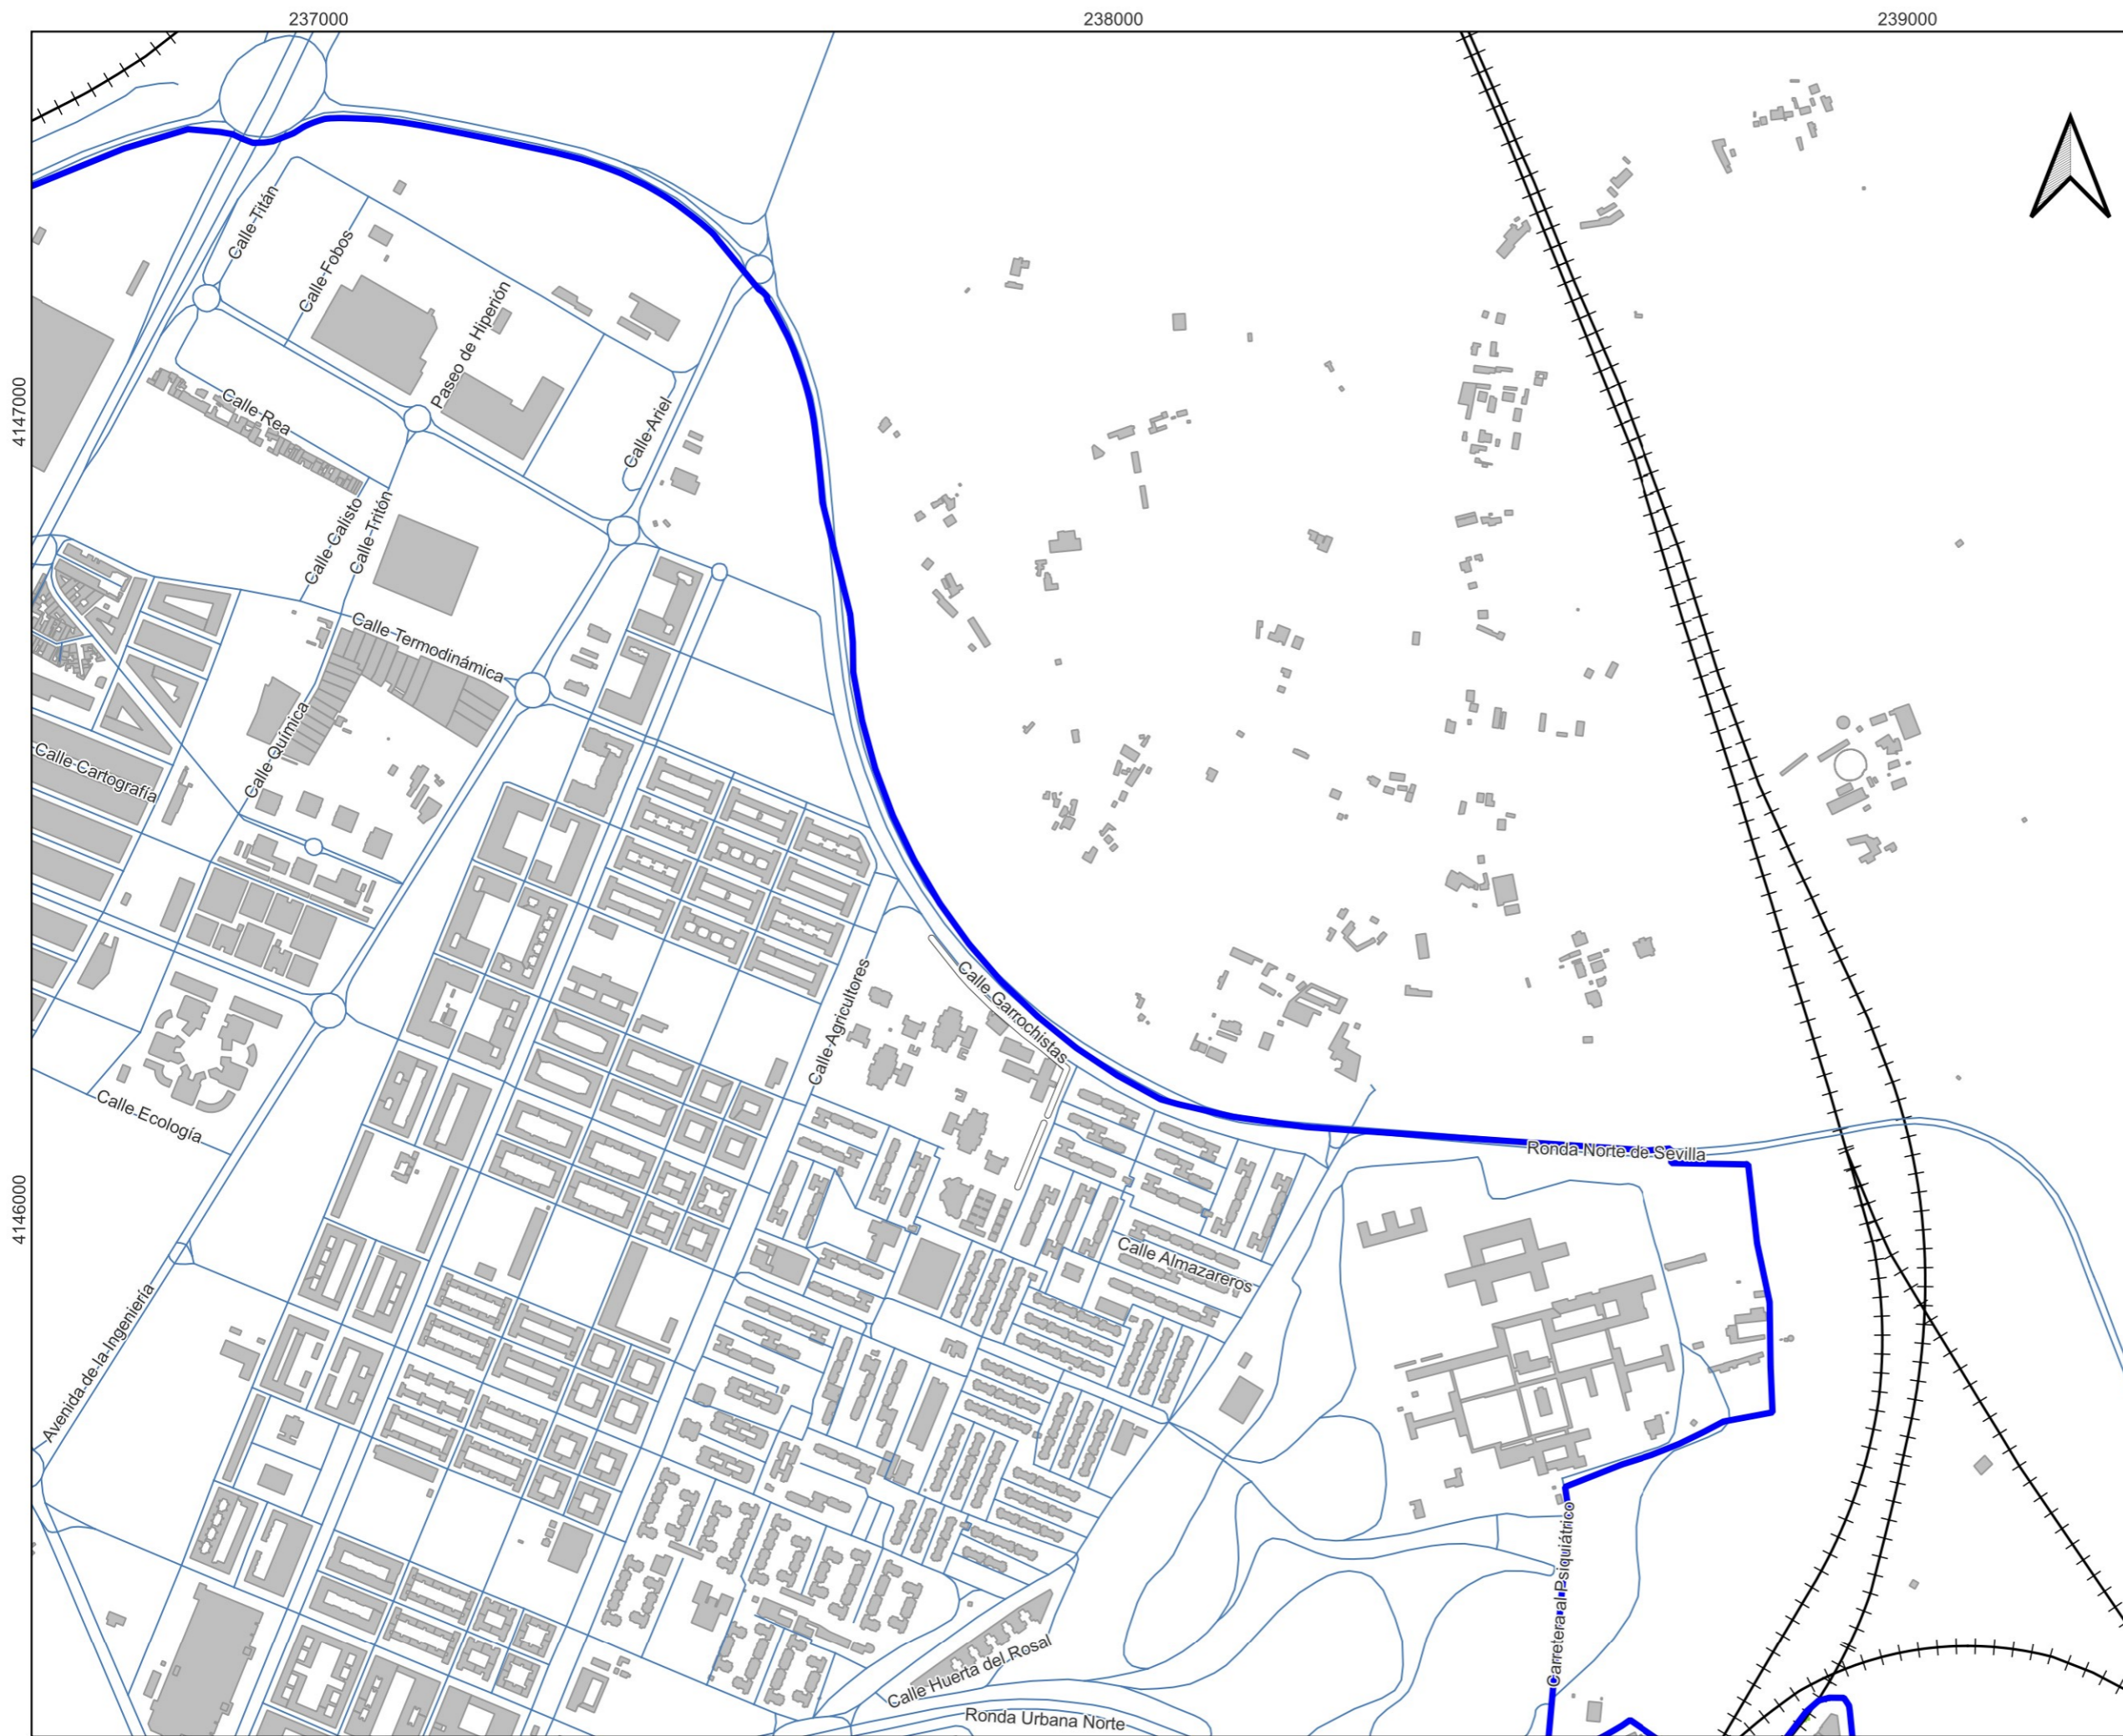 237000
238000
239000
4147000
4146000
Calle Titán
Calle Fobos
Paseo de Hiperión
Calle Rea
Calle Ariel
Calle Calisto
Calle Tritón
Calle Termodinámica
Calle Química
Calle Cartografía
Calle Garrochistas
Calle Agricultores
Calle Ecología
Ronda Norte de Sevilla
Calle Almazareros
Avenida de la Ingeniería
Carretera al Psiquiátrico
Calle Huerta del Rosal
Ronda Urbana Norte